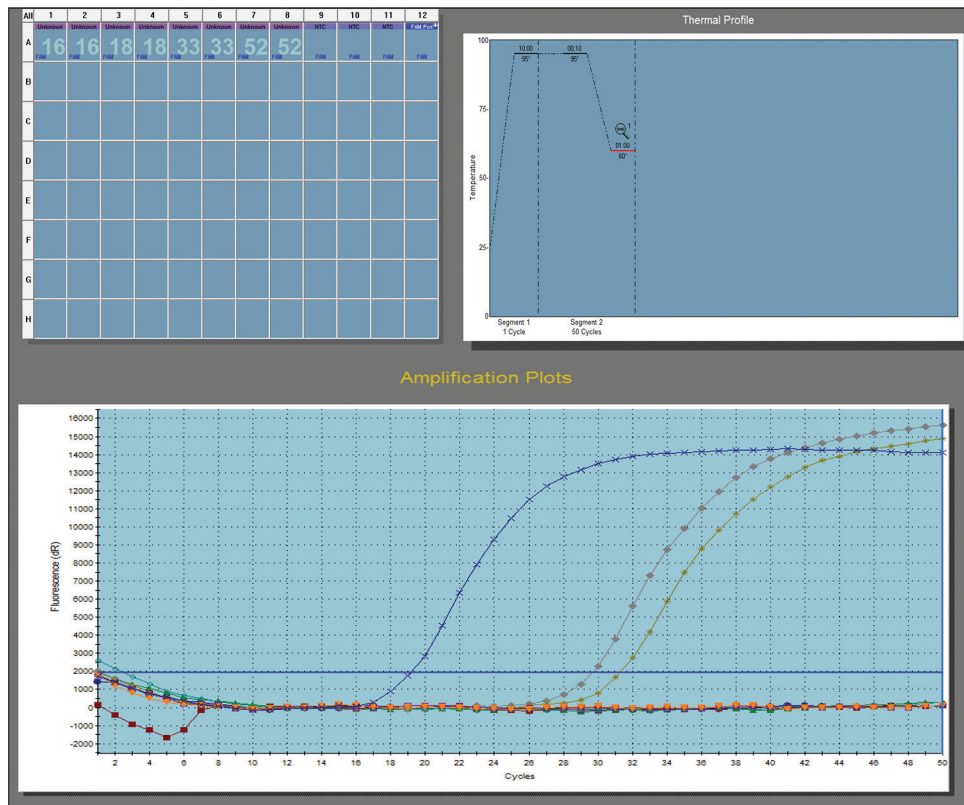 All 1 2 3 4 5 6 7 8 9 10 11 12
Unknown Unknown Unknown Unknown Unknown Unknown Unknown Unknown NTC NTC NTC FAM Pos
A 16 16 18 18 33 33 52 52
FAM FAM FAM FAM FAM FAM FAM FAM FAM FAM FAM FAM
B
C
D
E
F
G
H
Thermal Profile
100
75
50
25
0
Temperature
10:00
95°
00:10
95°
1
01:00
60°
Segment 1
1 Cycle
Segment 2
50 Cycles
Amplification Plots
Fluorescence (dR)
16000
15000
14000
13000
12000
11000
10000
9000
8000
7000
6000
5000
4000
3000
2000
1000
0
-1000
-2000
2 4 6 8 10 12 14 16 18 20 22 24 26 28 30 32 34 36 38 40 42 44 46 48 50
Cycles